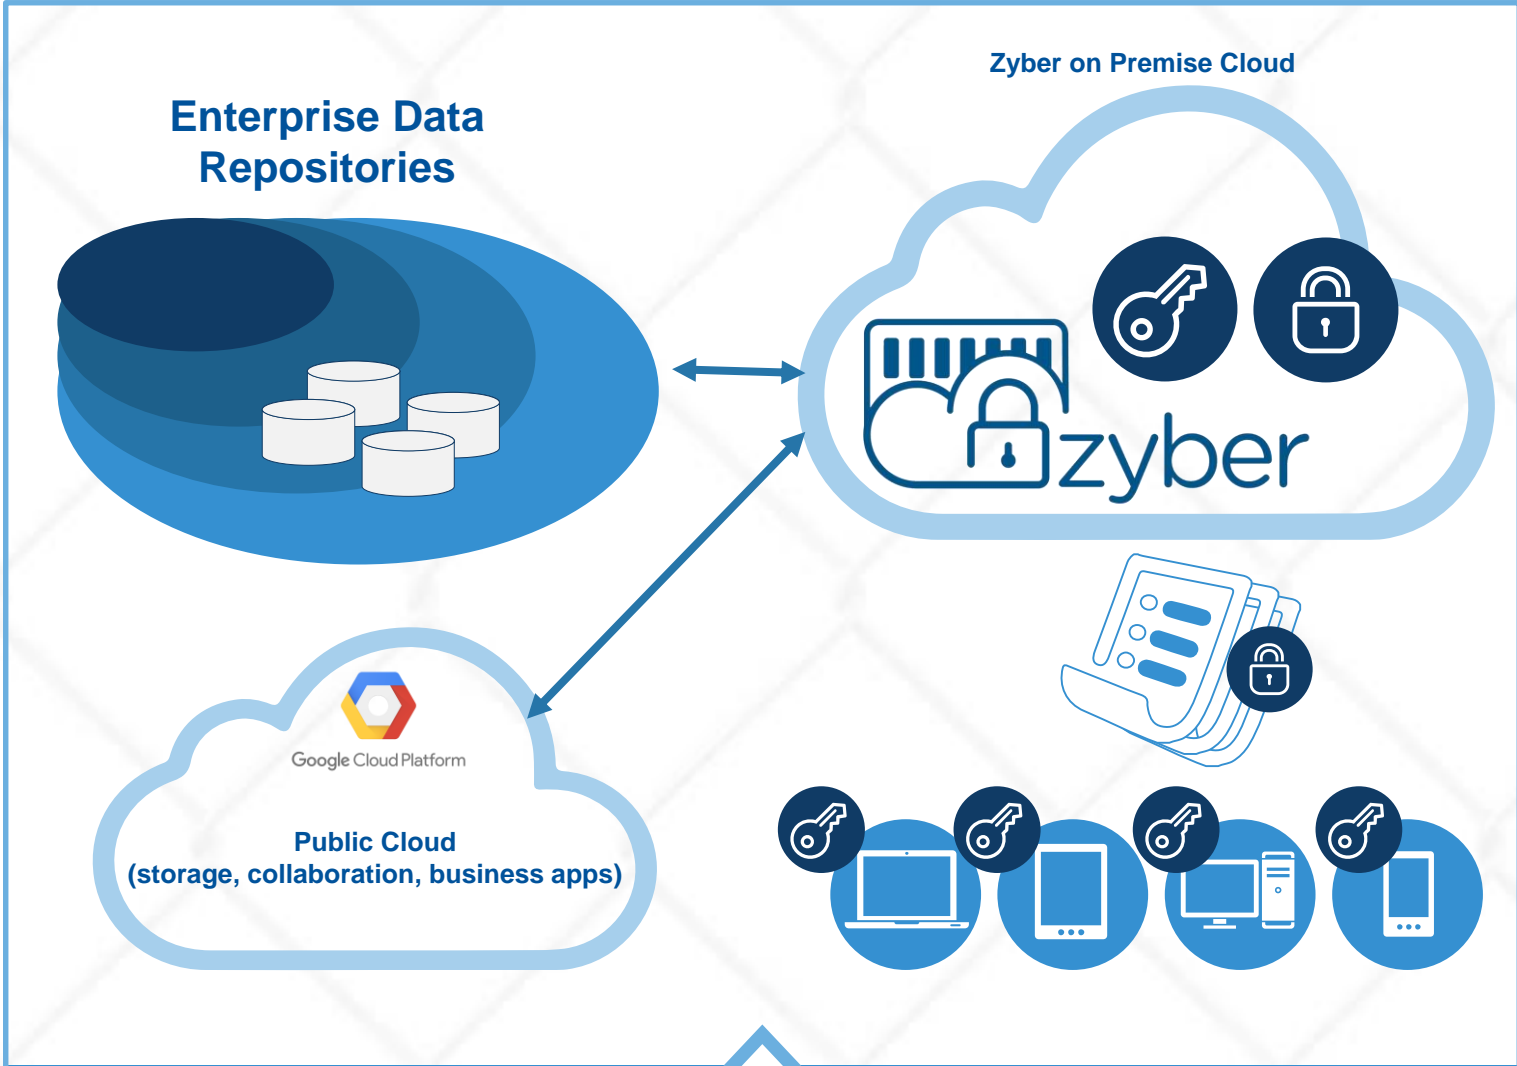 Zyber on Premise Cloud
Enterprise Data
Repositories
zyber
Google Cloud Platform
Public Cloud
(storage, collaboration, business apps)